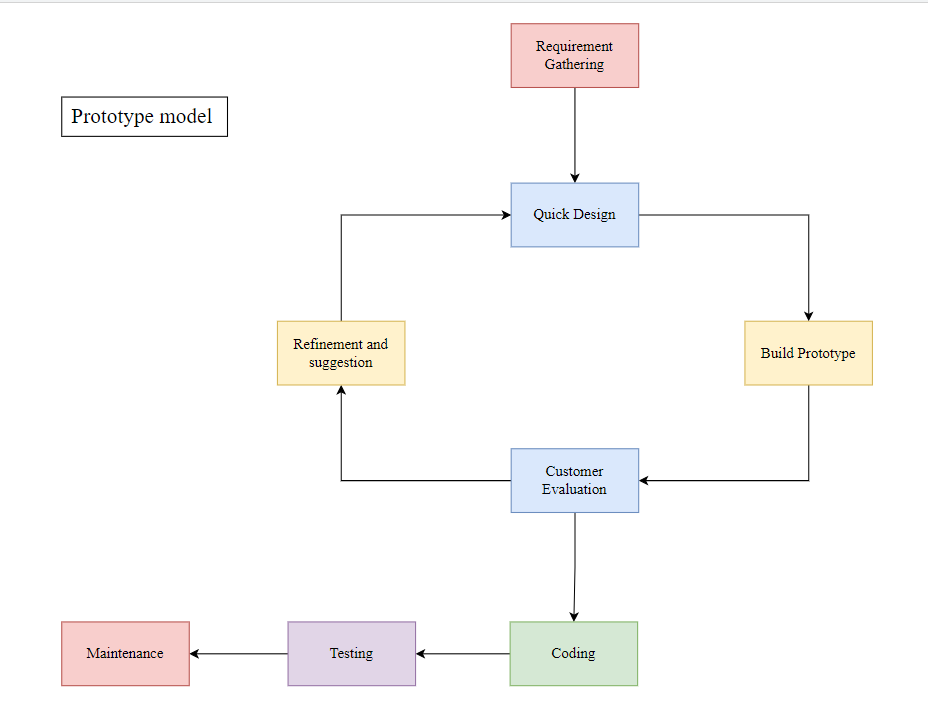 Requirement
Gathering
Prototype model
Quick Design
Refinement and
suggestion
Build Prototype
Customer
Evaluation
Maintenance
Testing
Coding